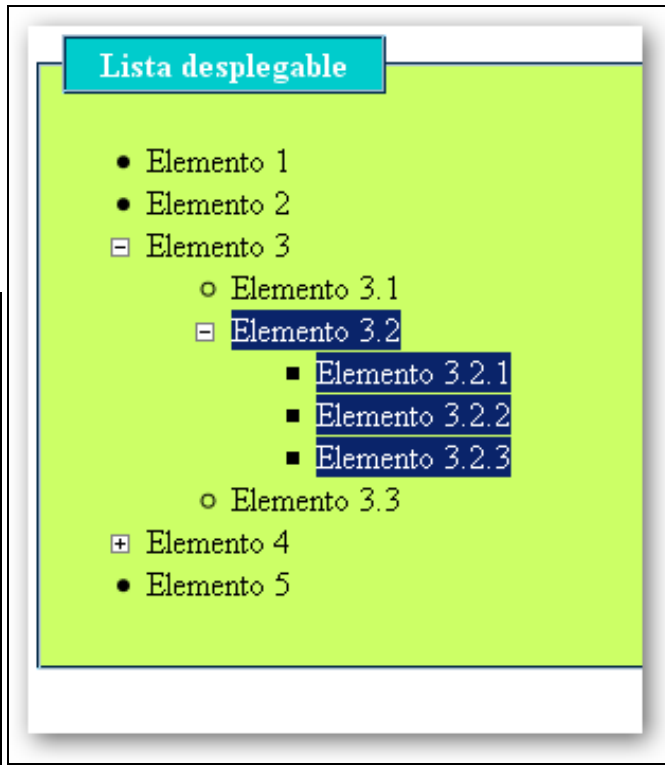 Lista desplegable
Elemento 1
Elemento 2
Elemento 3
Elemento 3.1
Elemento 3.2
Elemento 3.2.1
Elemento 3.2.2
Elemento 3.2.3
Elemento 3.3
Elemento 4
Elemento 5